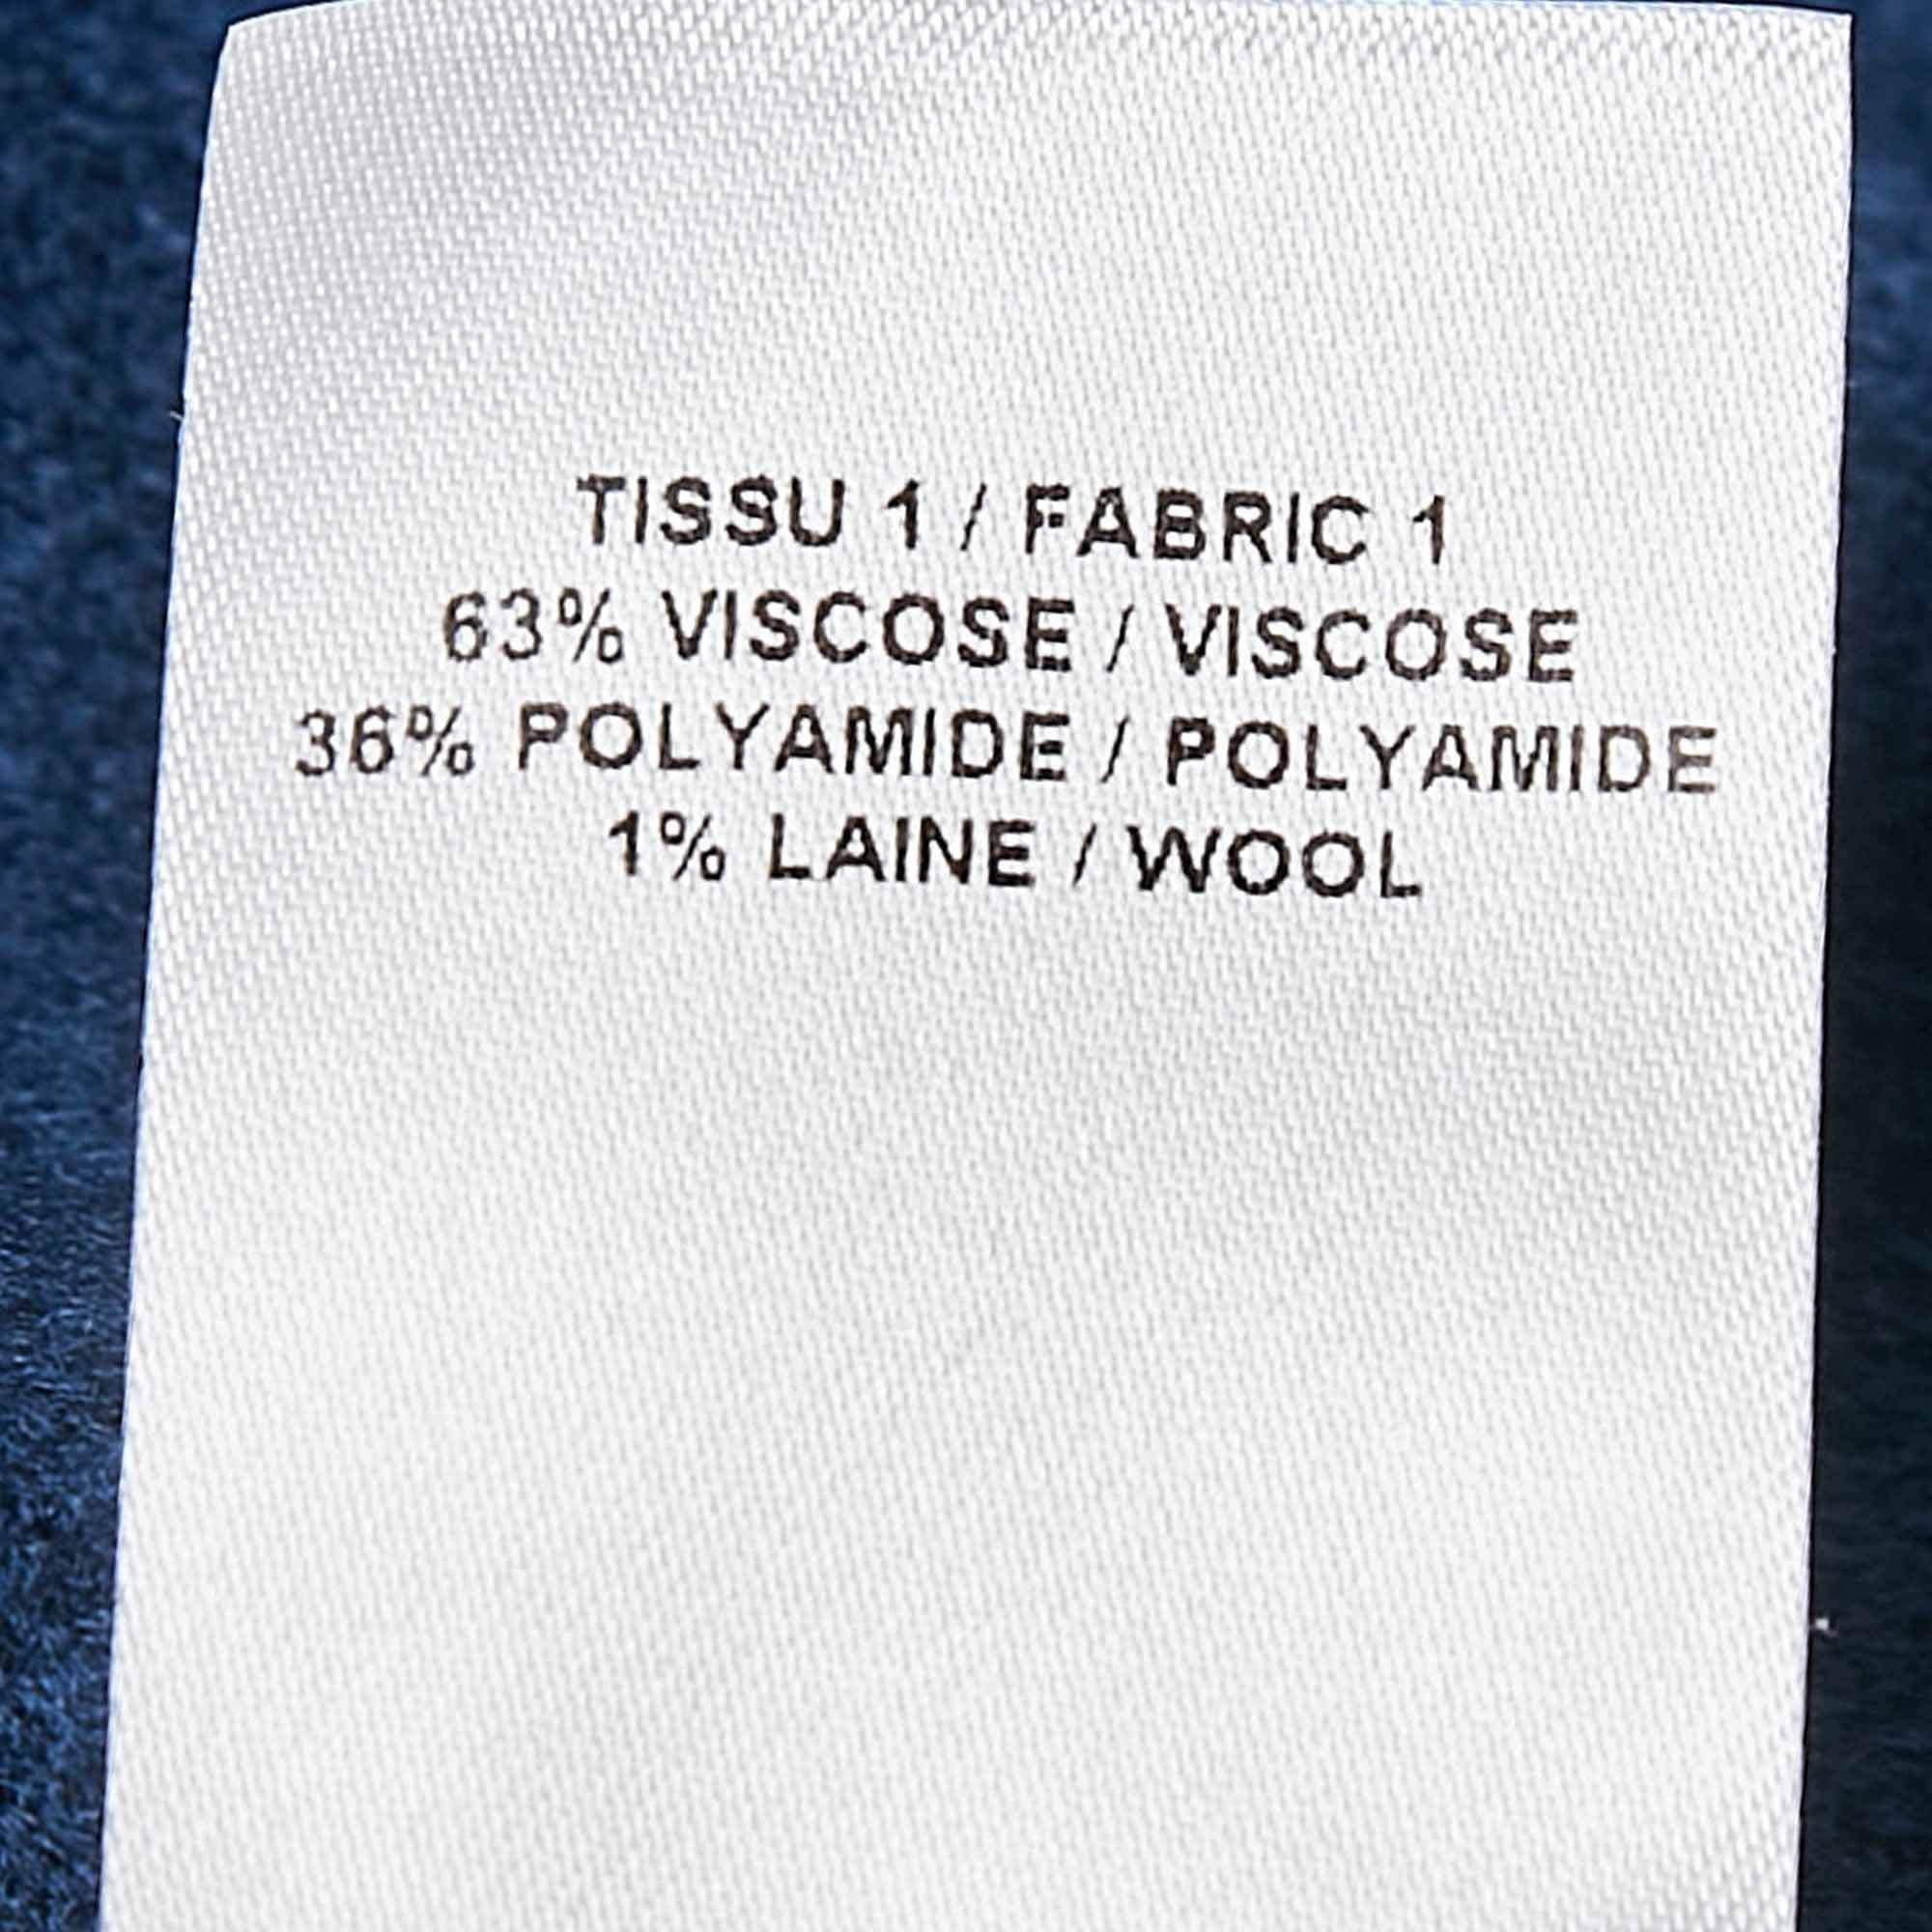 TISSU 1 / FABRIC 1
63% VISCOSE / VISCOSE
36% POLYAMIDE / POLYAMIDE
1% LAINE / WOOL